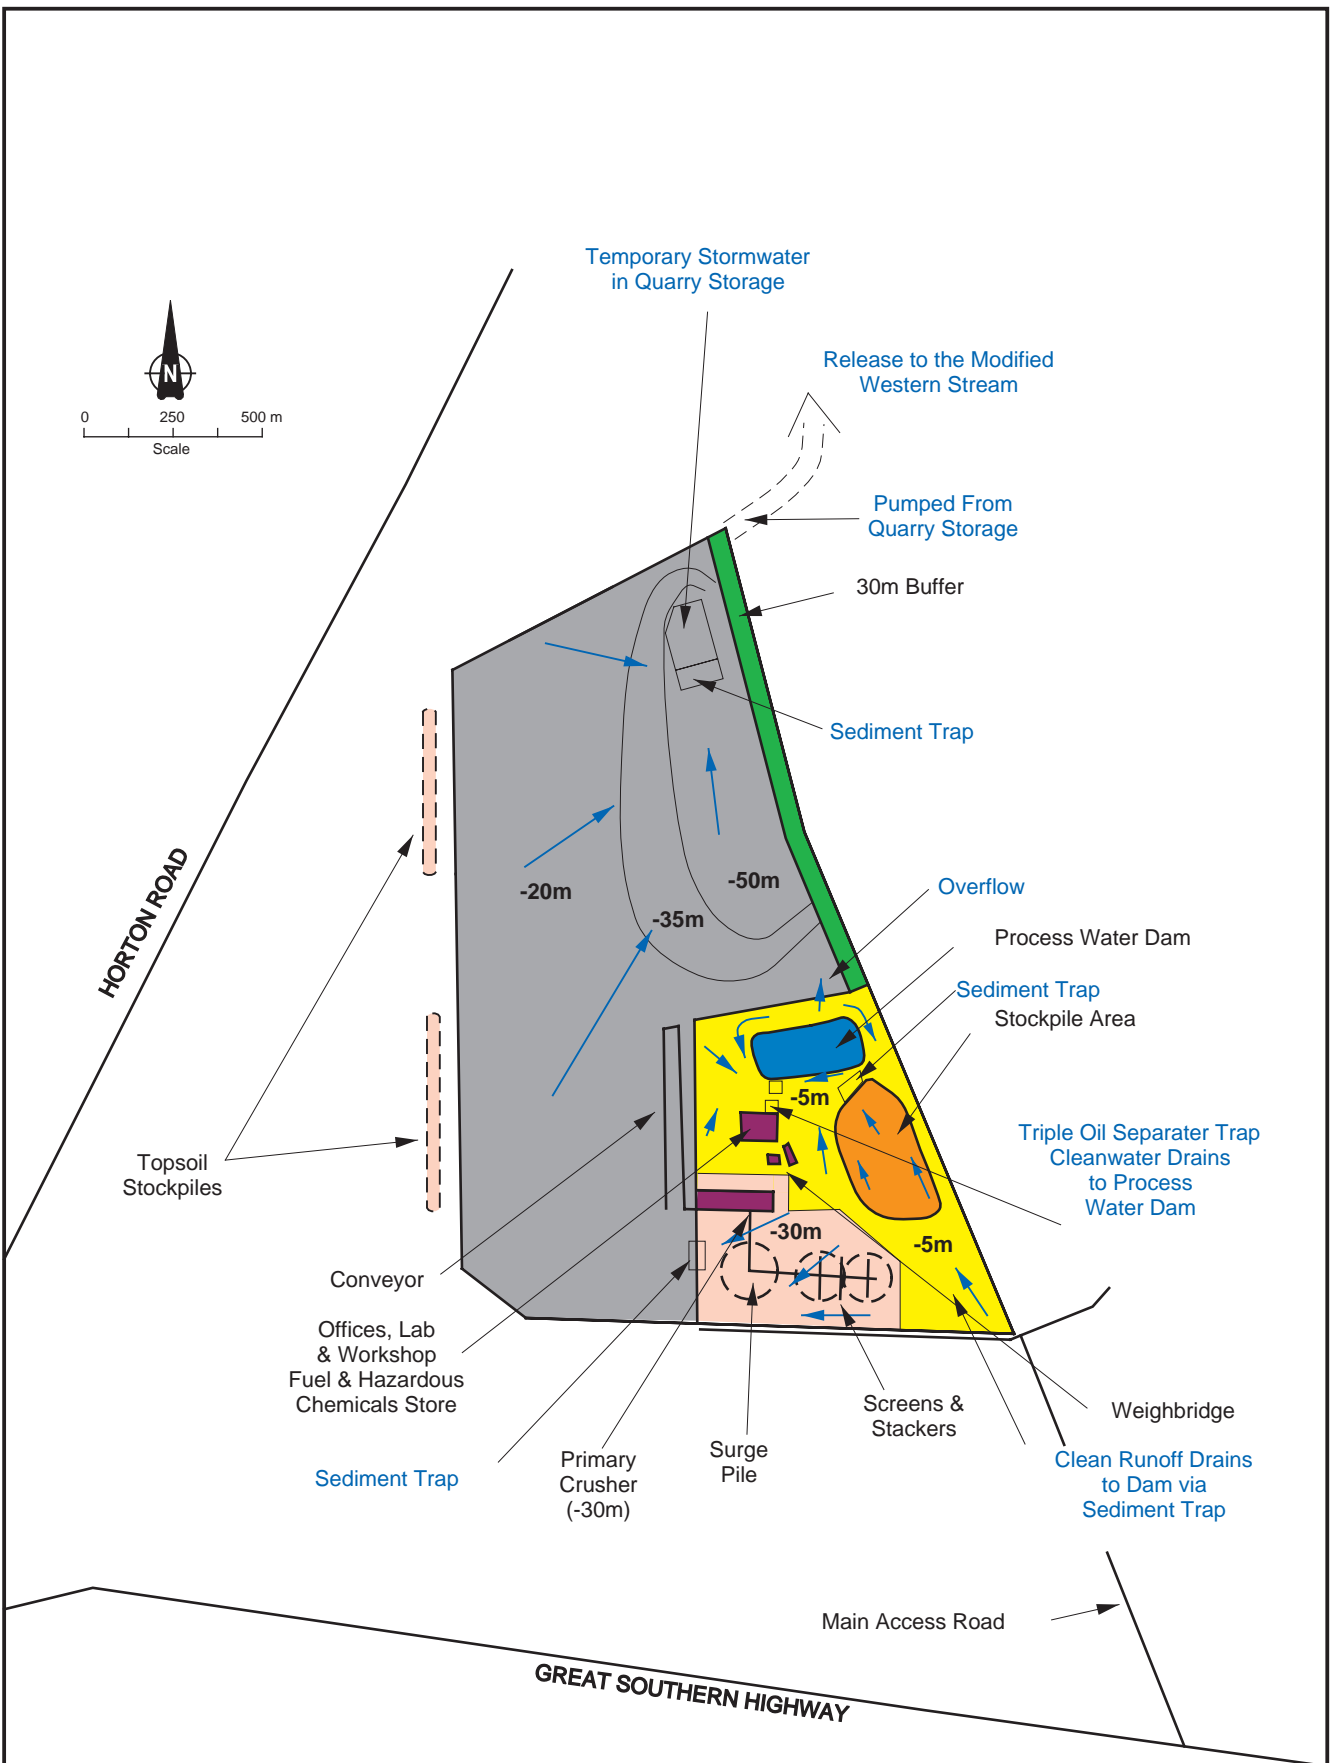 Temporary Stormwater
in Quarry Storage
Release to the Modified
Western Stream
N
0 250 500 m
Scale
Pumped From
Quarry Storage
30m Buffer
Sediment Trap
HORTON ROAD
-20m
-50m
-35m
Overflow
Process Water Dam
Sediment Trap
Stockpile Area
-5m
Triple Oil Separater Trap
Cleanwater Drains
to Process
Water Dam
Topsoil
Stockpiles
-30m
-5m
Conveyor
Offices, Lab
& Workshop
Fuel & Hazardous
Chemicals Store
Sediment Trap
Primary
Crusher
(-30m)
Surge
Pile
Screens &
Stackers
Weighbridge
Clean Runoff Drains
to Dam via
Sediment Trap
Main Access Road
GREAT SOUTHERN HIGHWAY